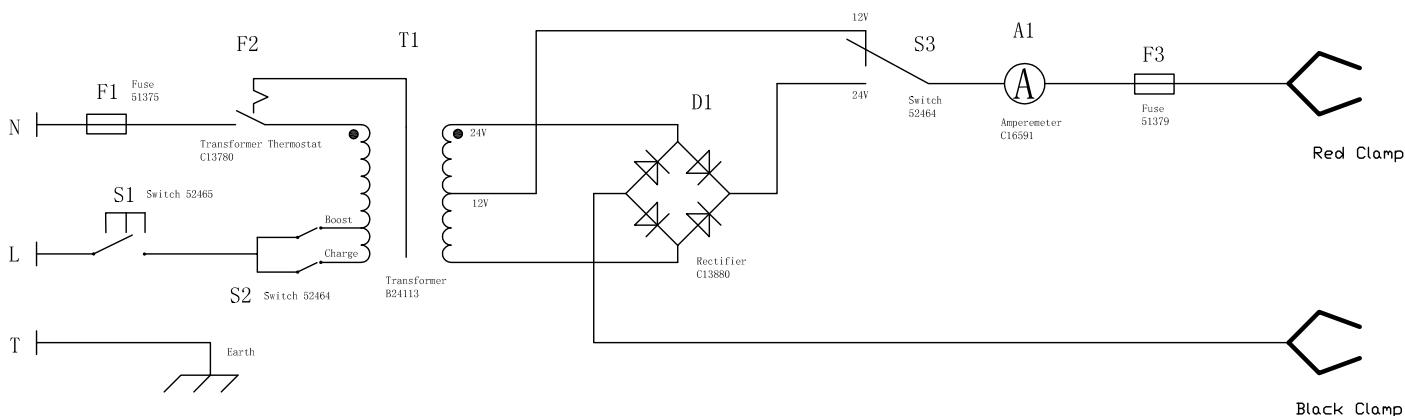 12V
S3
A1
F2
T1
F3
F1
Fuse
51375
D1
24V
Switch
52464
Fuse
51379
A
Amperemeter
C16591
N
Transformer Thermostat
C13780
24V
Red Clamp
S1
Switch 52465
12V
Boost
L
Charge
Rectifier
C13880
Transformer
B24113
S2
Switch 52464
T
Earth
Black Clamp